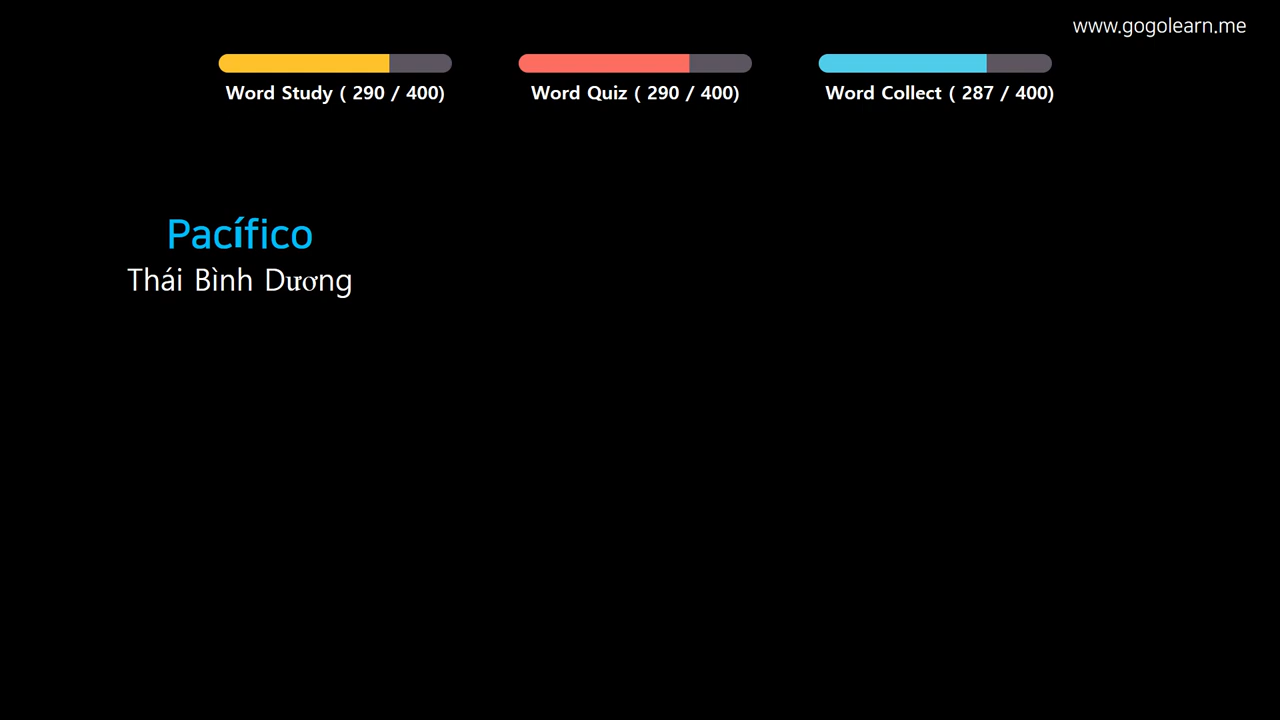 www.gogolearn.me
Word Study ( 290 / 400)
Word Quiz ( 290 / 400)
Word Collect ( 287 / 400)
Pacífico
Thái Bình Dương